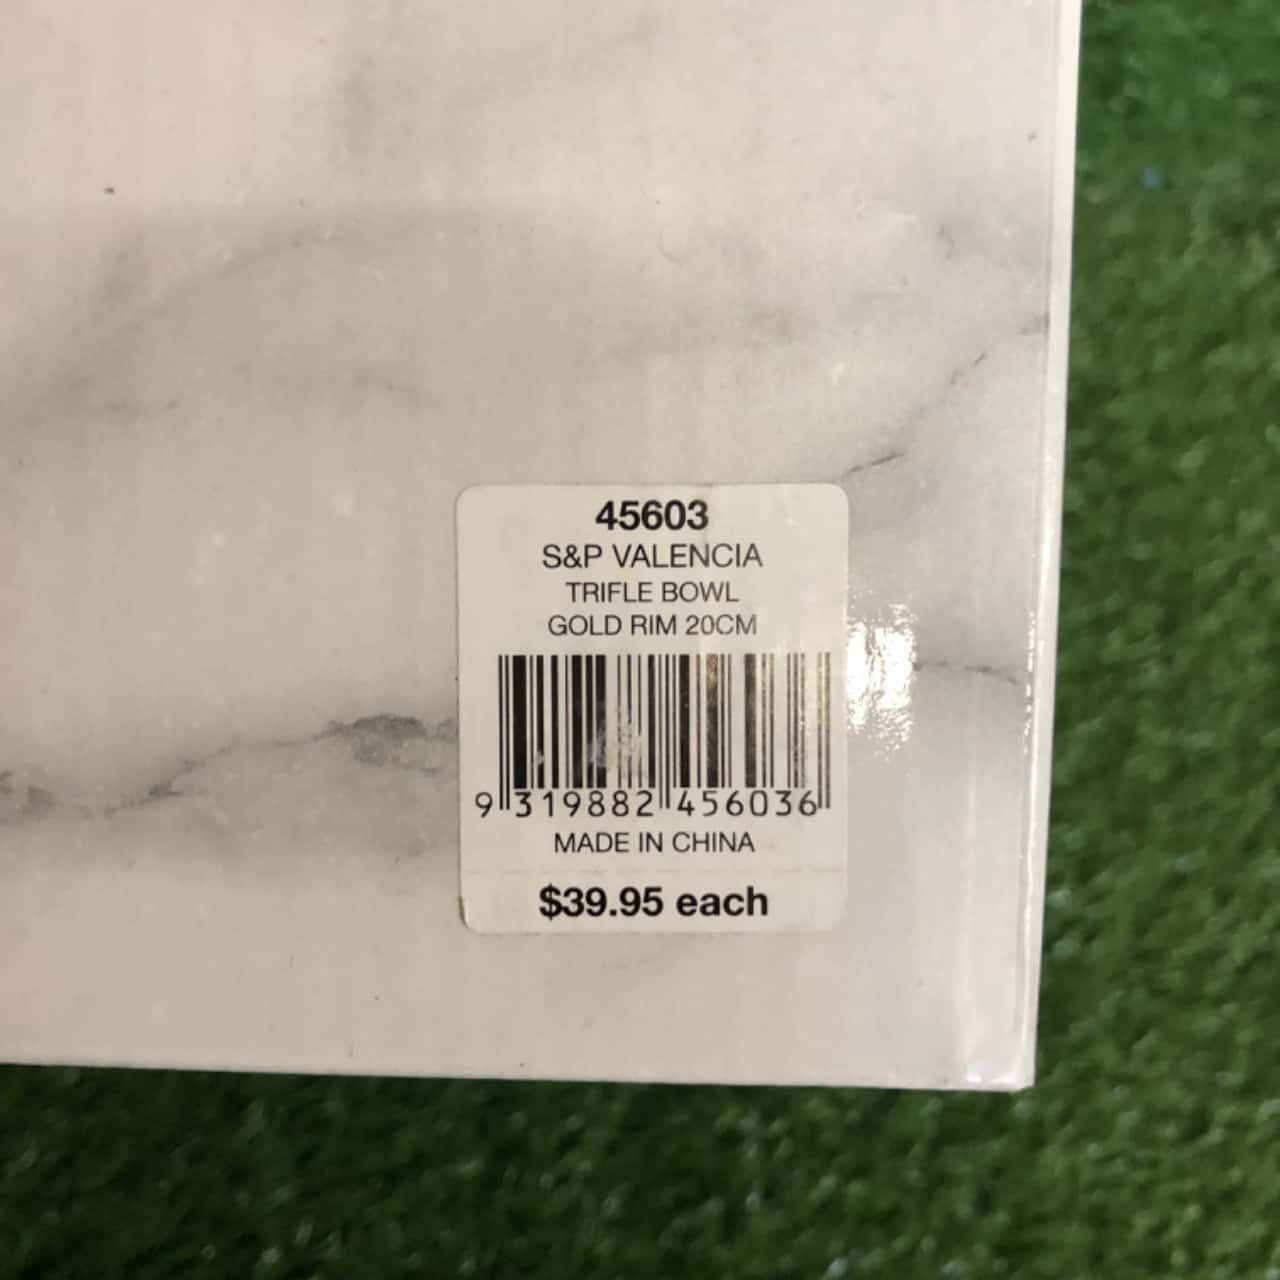 45603
S&P VALENCIA
TRIFLE BOWL
GOLD RIM 20CM
9 319882 456036
MADE IN CHINA
$39.95 each